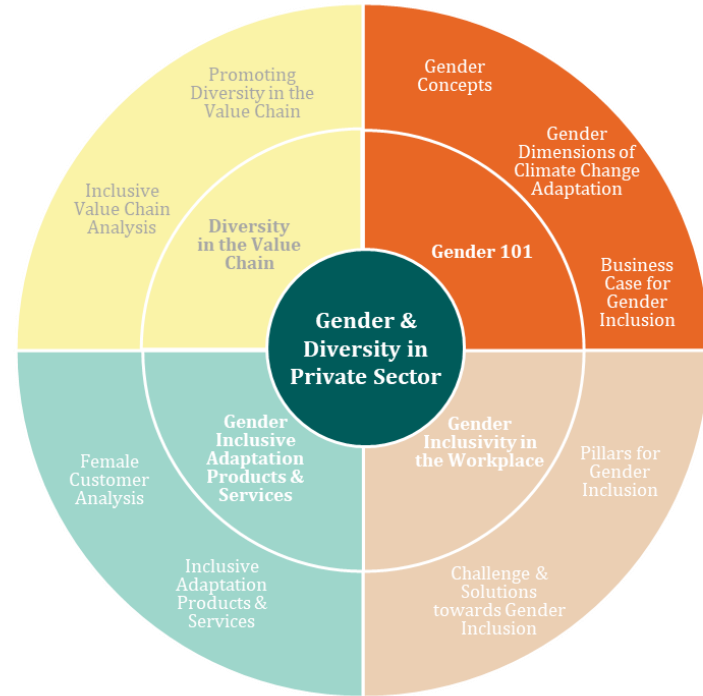 Promoting
Diversity in the
Value Chain
Inclusive
Value Chain
Analysis
Diversity
in the Value
Chain
Gender
Concepts
Gender
Dimensions of
Climate Change
Adaptation
Business
Case for
Gender
Inclusion
Gender 101
Gender &
Diversity in
Private Sector
Gender
Inclusive
Adaptation
Products &
Services
Female
Customer
Analysis
Inclusive
Adaptation
Products &
Services
Gender
Inclusivity in
the Workplace
Pillars for
Gender
Inclusion
Challenge &
Solutions
towards Gender
Inclusion